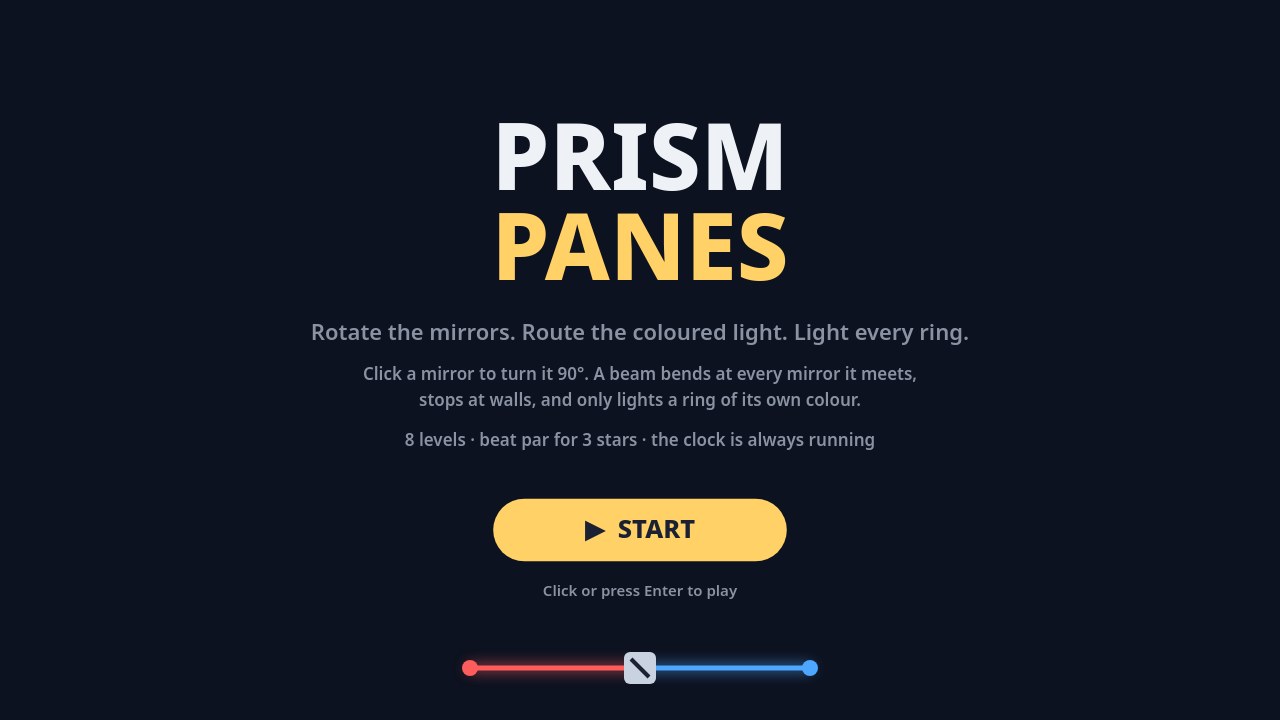 PRISM
PANES
Rotate the mirrors. Route the coloured light. Light every ring.
Click a mirror to turn it 90°. A beam bends at every mirror it meets,
stops at walls, and only lights a ring of its own colour.
8 levels · beat par for 3 stars · the clock is always running
▶ START
Click or press Enter to play